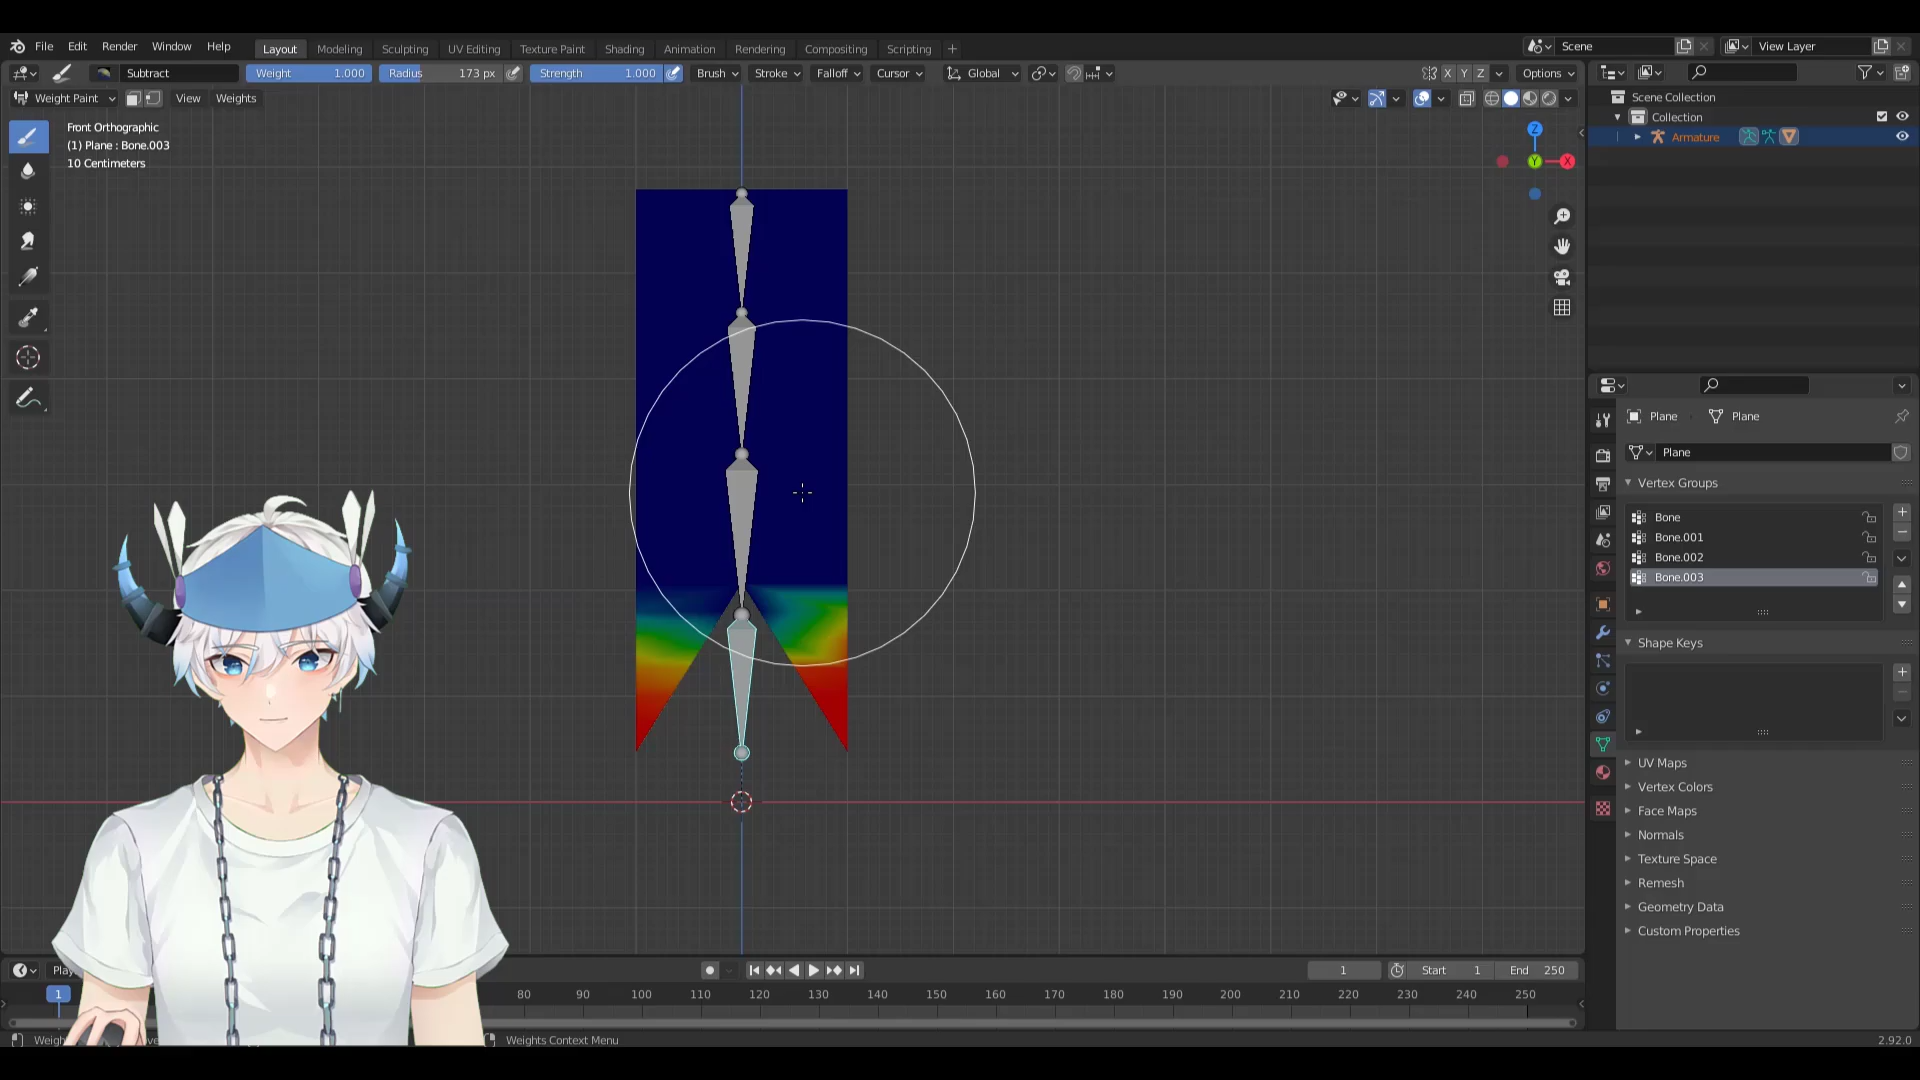 File Edit Render Window Help Layout Modeling Sculpting UV Editing Texture Paint Shading Animation Rendering Compositing Scripting + Scene View Layer
Subtract Weight 1.000 Radius 173 px Strength 1.000 Brush Stroke Falloff Cursor Global X Y Z Options
Weight Paint View Weights
Front Orthographic
(1) Plane : Bone.003
10 Centimeters
Z
Y X
Scene Collection
Collection
Armature
Plane Plane
Plane
Vertex Groups
Bone
Bone.001
Bone.002
Bone.003
Shape Keys
UV Maps
Vertex Colors
Face Maps
Normals
Texture Space
Remesh
Geometry Data
Custom Properties
Play 1 Start 1 End 250
1 80 90 100 110 120 130 140 150 160 170 180 190 200 210 220 230 240 250
Weights Context Menu 2.92.0